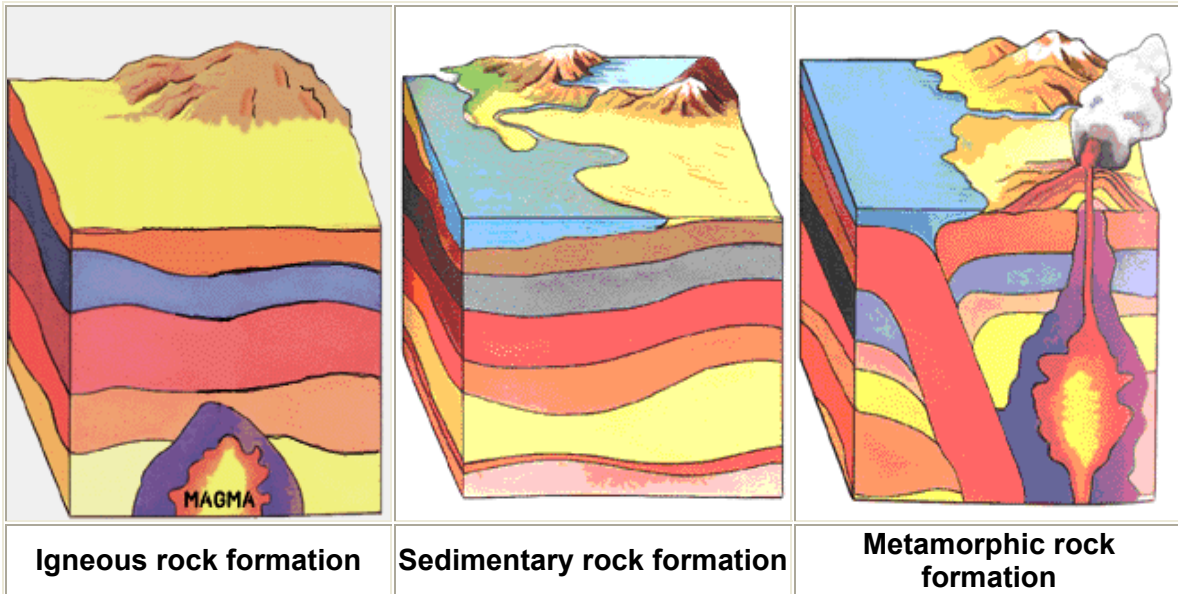 MAGMA
Igneous rock formation
Sedimentary rock formation
Metamorphic rock
formation